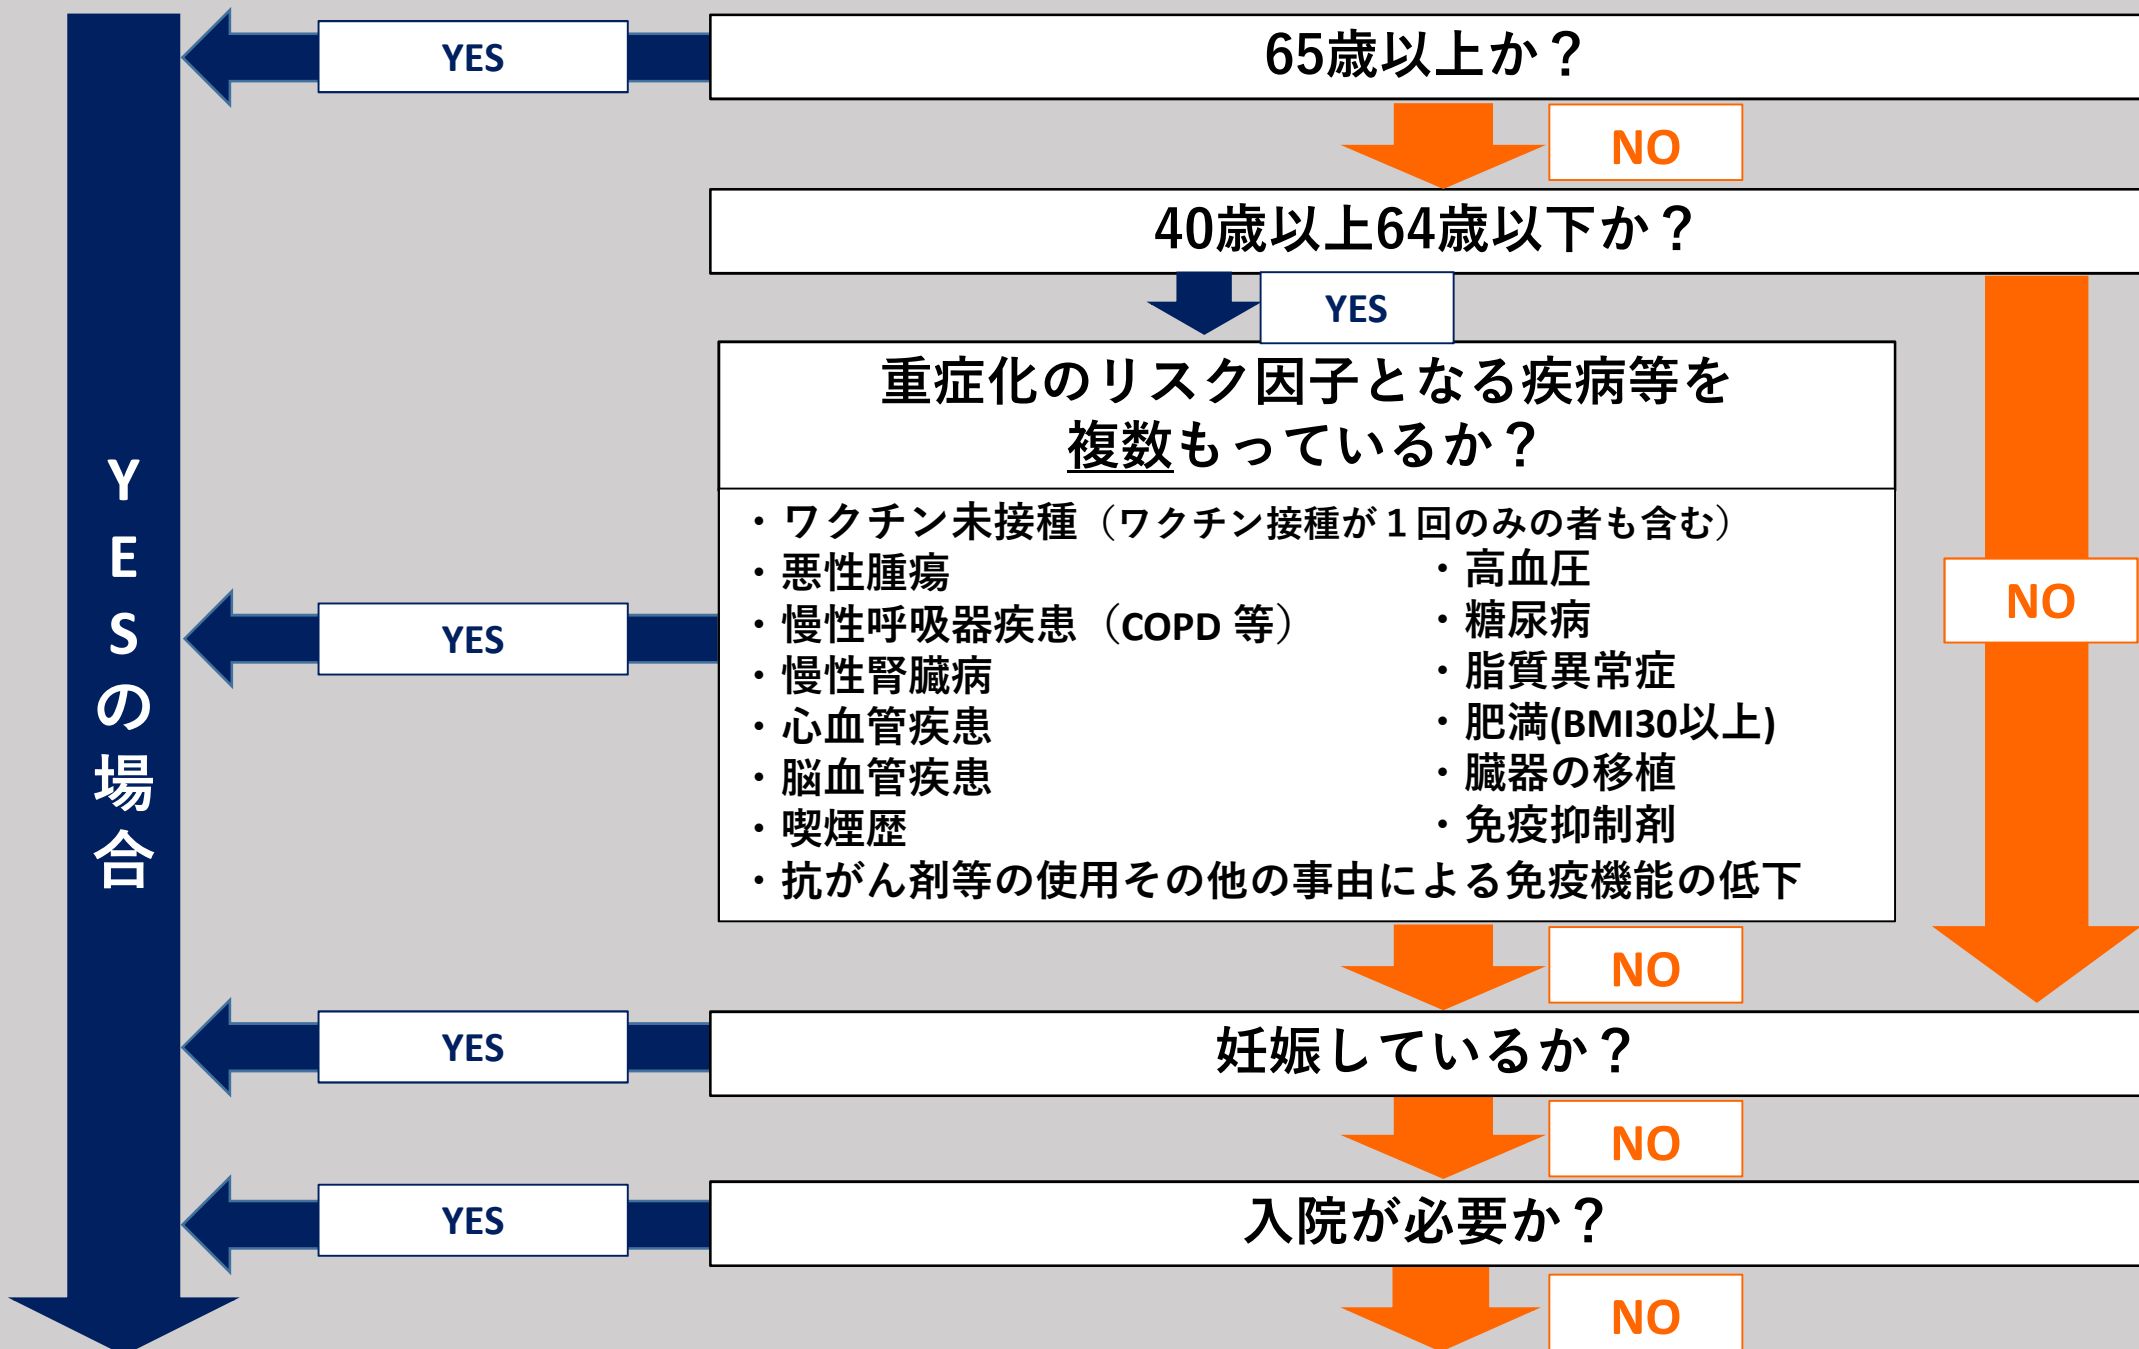 YES
65歳以上か？
NO
40歳以上64歳以下か？
YES
重症化のリスク因子となる疾病等を
複数もっているか？
・ワクチン未接種（ワクチン接種が１回のみの者も含む）
・悪性腫瘍
・高血圧
・慢性呼吸器疾患（COPD 等）
・糖尿病
・慢性腎臓病
・脂質異常症
・心血管疾患
・肥満(BMI30以上)
・脳血管疾患
・臓器の移植
・喫煙歴
・免疫抑制剤
・抗がん剤等の使用その他の事由による免疫機能の低下
YES
NO
NO
YES
妊娠しているか？
NO
YES
入院が必要か？
NO
YESの場合